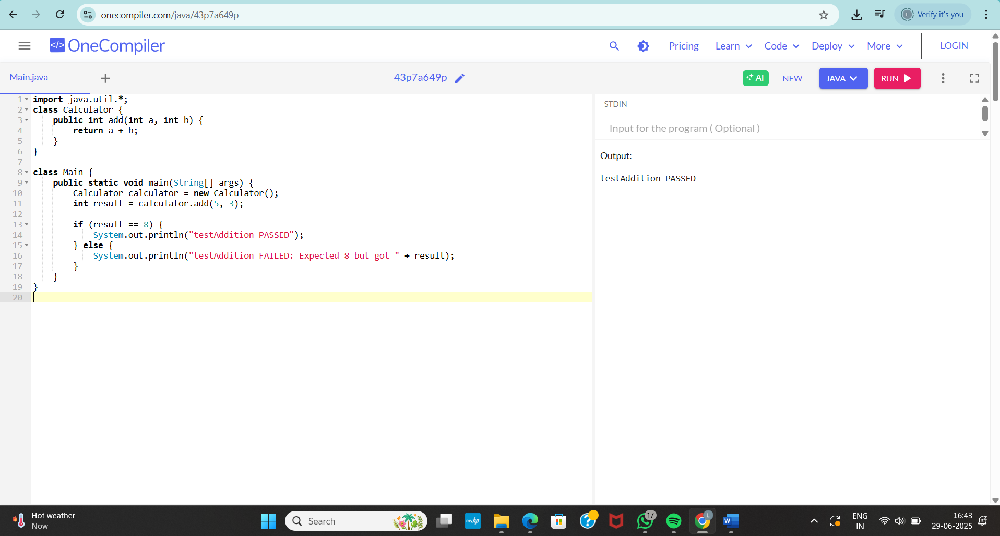 onecompiler.com/java/43p7a649p
L
Verify it's you
</> OneCompiler
Pricing
Learn
Code
Deploy
More
LOGIN
Main.java
43p7a649p
AI
NEW
JAVA
RUN
1 import java.util.*;
2 class Calculator {
3     public int add(int a, int b) {
4         return a + b;
5     }
6 }
7
8 class Main {
9     public static void main(String[] args) {
10         Calculator calculator = new Calculator();
11         int result = calculator.add(5, 3);
12
13         if (result == 8) {
14             System.out.println("testAddition PASSED");
15         } else {
16             System.out.println("testAddition FAILED: Expected 8 but got " + result);
17         }
18     }
19 }
20
STDIN
Input for the program ( Optional )
Output:
testAddition PASSED
Hot weather
Now
Search
myhp
?
17
L
W
ENG
IN
16:43
29-06-2025